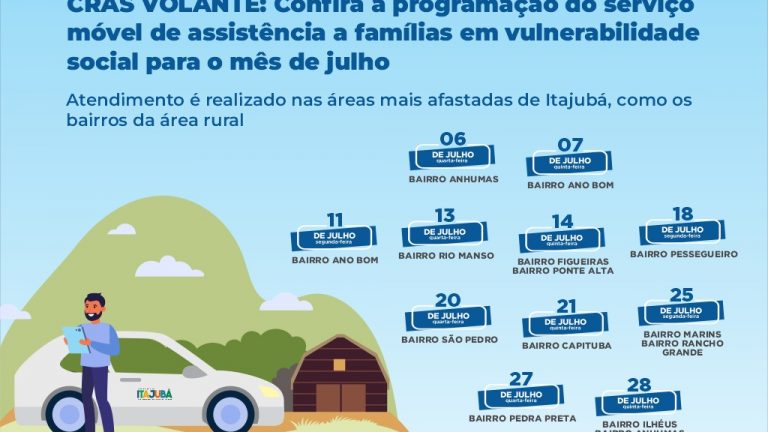 CRAS VOLANTE: Confira a programação do serviço
móvel de assistência a famílias em vulnerabilidade
social para o mês de julho
Atendimento é realizado nas áreas mais afastadas de Itajubá, como os
bairros da área rural
06
DE JULHO
quarta-feira
BAIRRO ANHUMAS
07
DE JULHO
quinta-feira
BAIRRO ANO BOM
11
DE JULHO
segunda-feira
BAIRRO ANO BOM
13
DE JULHO
quarta-feira
BAIRRO RIO MANSO
14
DE JULHO
quinta-feira
BAIRRO FIGUEIRAS
BAIRRO PONTE ALTA
18
DE JULHO
segunda-feira
BAIRRO PESSEGUEIRO
20
DE JULHO
quarta-feira
BAIRRO SÃO PEDRO
21
DE JULHO
quinta-feira
BAIRRO CAPITUBA
25
DE JULHO
segunda-feira
BAIRRO MARINS
BAIRRO RANCHO
GRANDE
27
DE JULHO
quarta-feira
BAIRRO PEDRA PRETA
28
DE JULHO
quinta-feira
BAIRRO ILHÉUS
BAIRRO ANHUMAS
ITAJUBÁ